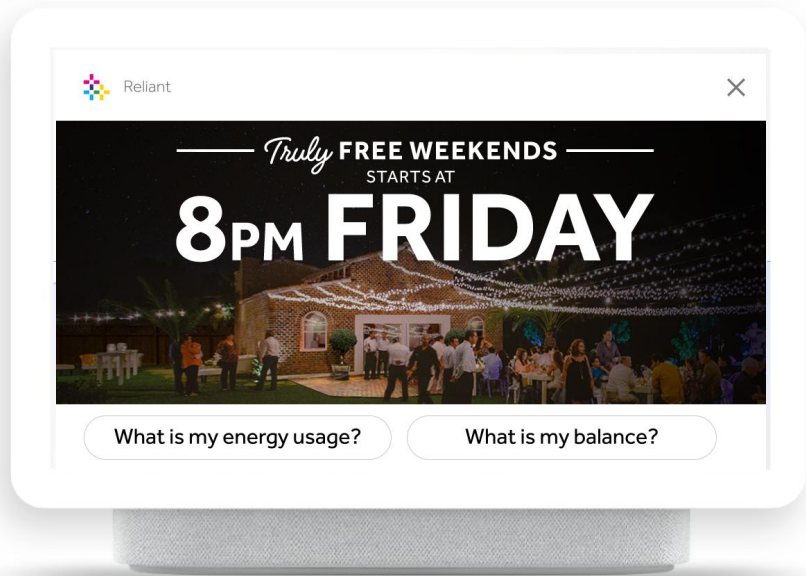 Reliant
Truly FREE WEEKENDS
STARTS AT
8PM FRIDAY
What is my energy usage?
What is my balance?